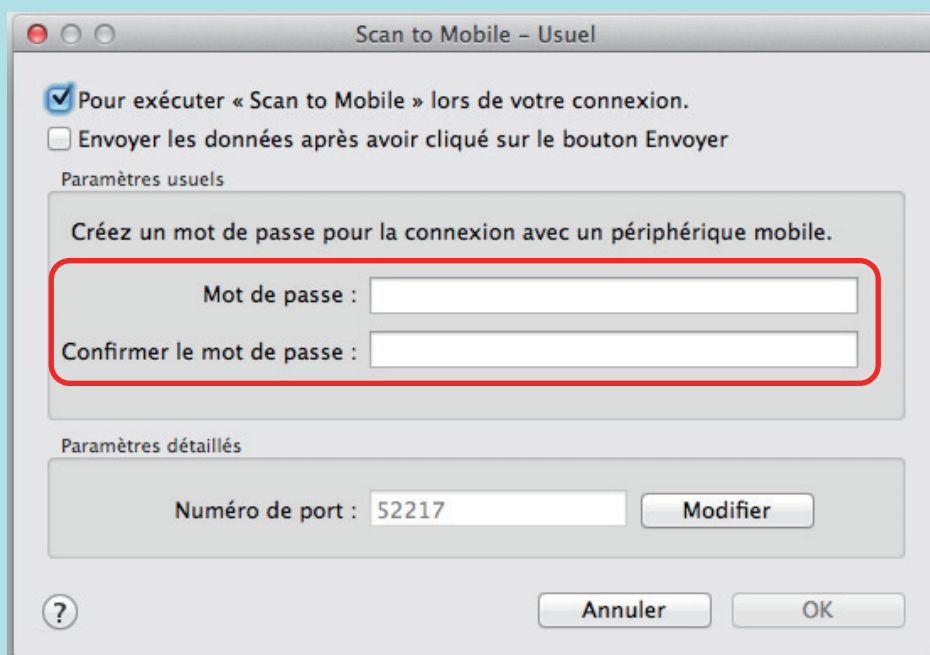 Scan to Mobile – Usuel
Pour exécuter « Scan to Mobile » lors de votre connexion.
Envoyer les données après avoir cliqué sur le bouton Envoyer
Paramètres usuels
Créez un mot de passe pour la connexion avec un périphérique mobile.
Mot de passe :
Confirmer le mot de passe :
Paramètres détaillés
Numéro de port : 52217 Modifier
? Annuler OK